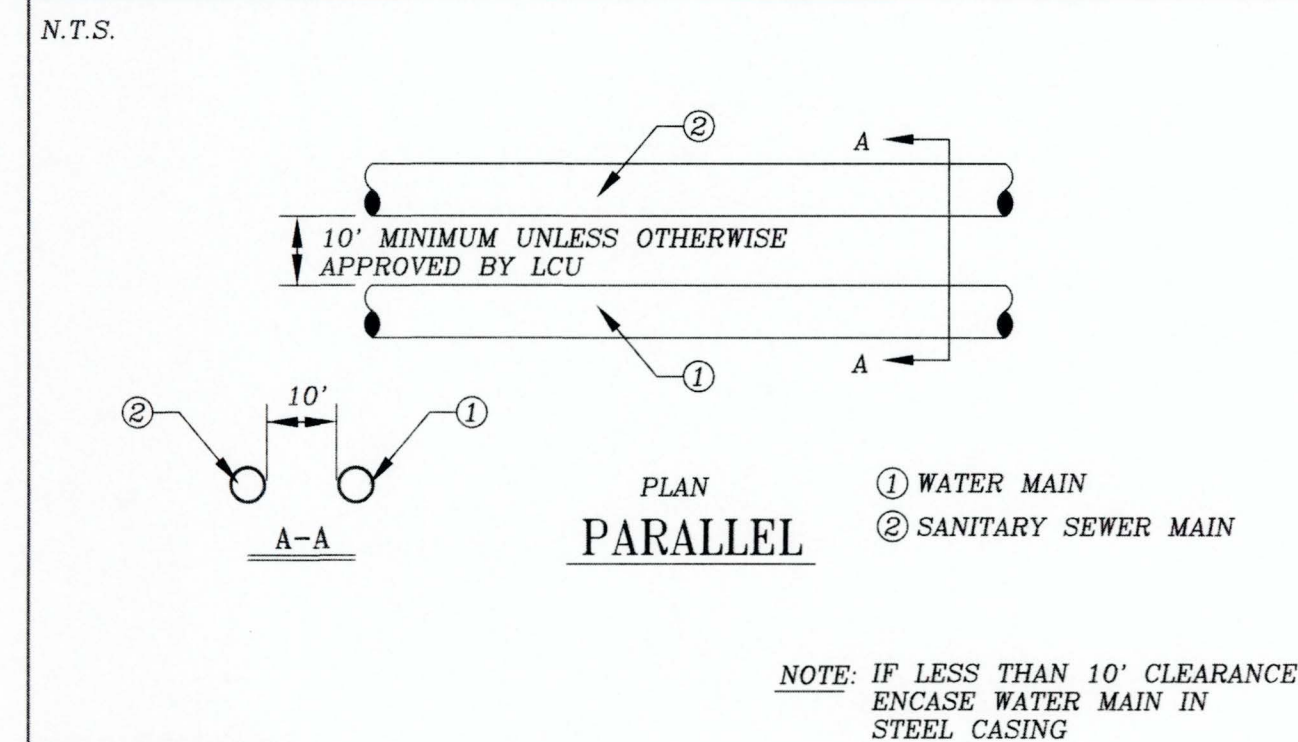 N.T.S.
②
A
10' MINIMUM UNLESS OTHERWISE
APPROVED BY LCU
A
①
10'
②
①
A-A
PLAN
PARALLEL
① WATER MAIN
② SANITARY SEWER MAIN
NOTE: IF LESS THAN 10' CLEARANCE
ENCASE WATER MAIN IN
STEEL CASING